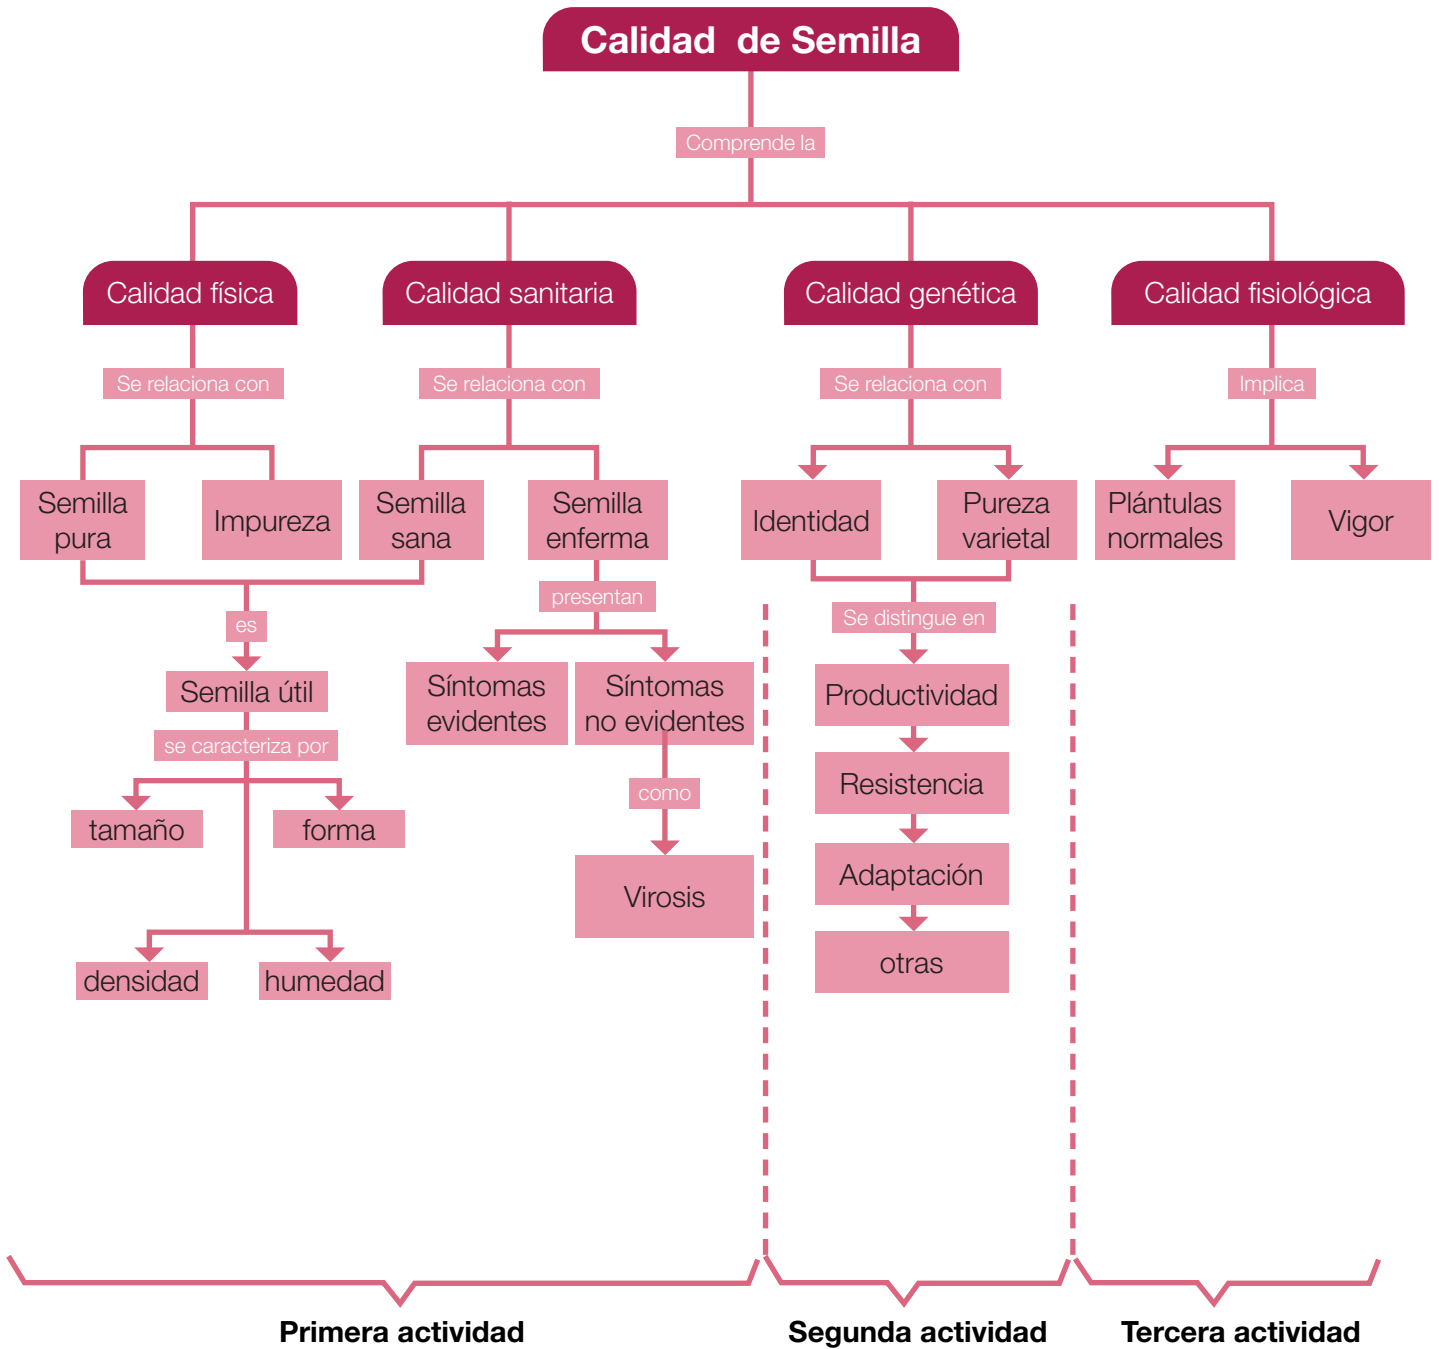 Calidad de Semilla
Comprende la
Calidad física
Calidad sanitaria
Calidad genética
Calidad fisiológica
Se relaciona con
Se relaciona con
Se relaciona con
Implica
Semilla
pura
Impureza
Semilla
sana
Semilla
enferma
Identidad
Pureza
varietal
Plántulas
normales
Vigor
es
presentan
Se distingue en
Semilla útil
Síntomas
evidentes
Síntomas
no evidentes
Productividad
se caracteriza por
Resistencia
como
tamaño
forma
Adaptación
Virosis
otras
densidad
humedad
Primera actividad
Segunda actividad
Tercera actividad